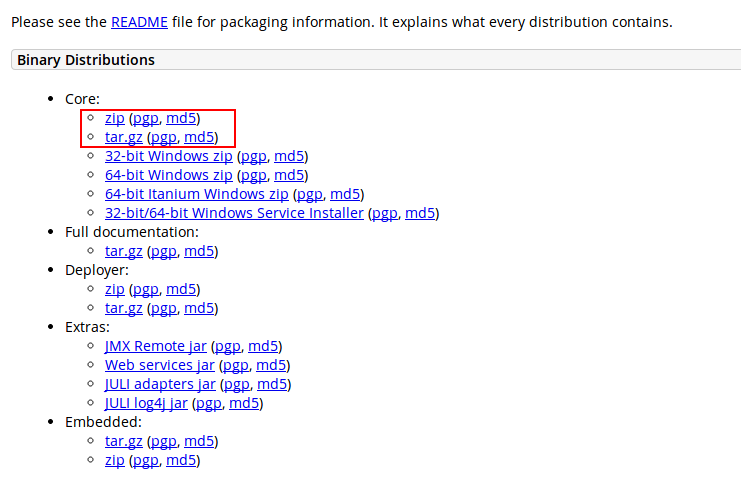 Please see the README file for packaging information. It explains what every distribution contains.
Binary Distributions
Core:
zip (pgp, md5)
tar.gz (pgp, md5)
32-bit Windows zip (pgp, md5)
64-bit Windows zip (pgp, md5)
64-bit Itanium Windows zip (pgp, md5)
32-bit/64-bit Windows Service Installer (pgp, md5)
Full documentation:
tar.gz (pgp, md5)
Deployer:
zip (pgp, md5)
tar.gz (pgp, md5)
Extras:
JMX Remote jar (pgp, md5)
Web services jar (pgp, md5)
JULI adapters jar (pgp, md5)
JULI log4j jar (pgp, md5)
Embedded:
tar.gz (pgp, md5)
zip (pgp, md5)